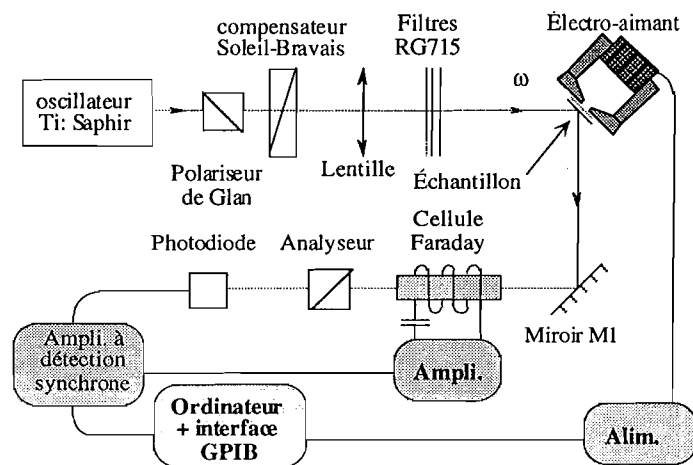 compensateur
Soleil-Bravais
Filtres
RG715
Électro-aimant
oscillateur
Ti: Saphir
ω
Polariseur
de Glan
Lentille
Échantillon
Photodiode
Analyseur
Cellule
Faraday
Miroir M1
Ampli. à
détection
synchrone
Ampli.
Ordinateur
+ interface
GPIB
Alim.